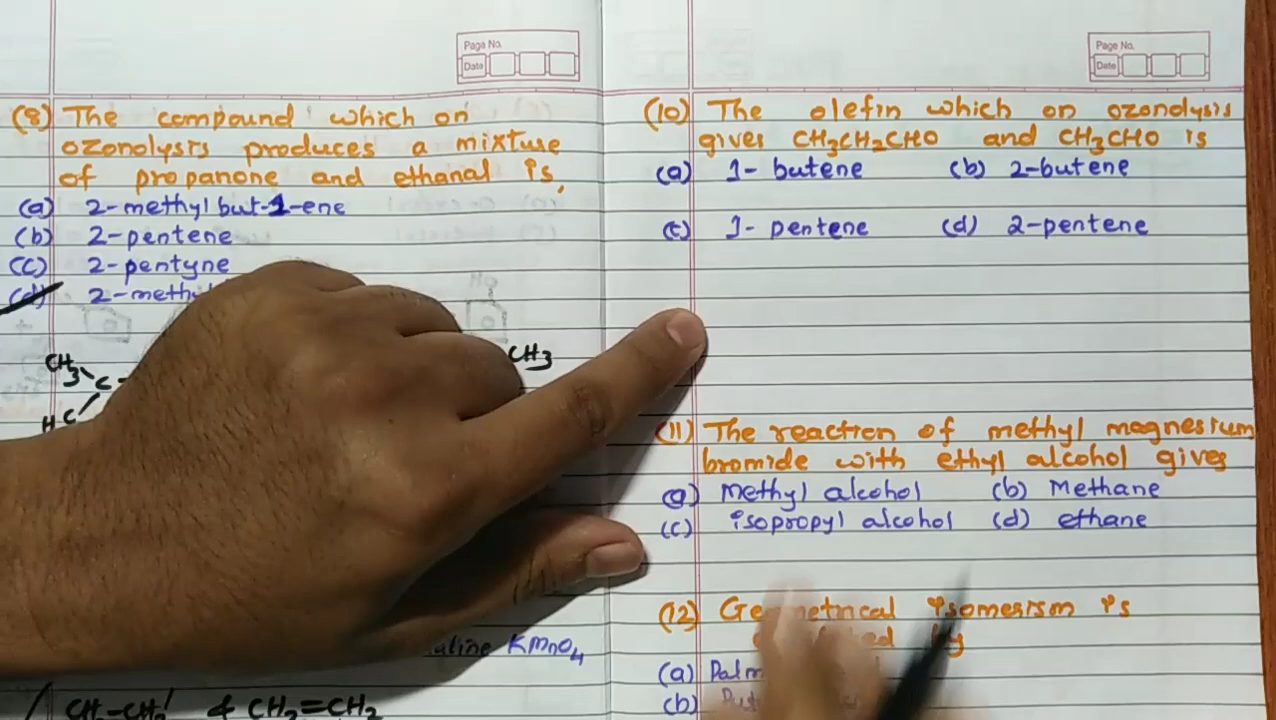 Page No.
Date
(8) The compound which on
ozonolysis produces a mixture
of propanone and ethanal is,
(a) 2-methyl but-1-ene
(b) 2-pentene
(c) 2-pentyne
(d) 2-methyl
CH3
C
H C
CH3
KMnO4
& CH2=CH2
Page No.
Date
(10) The olefin which on ozonolysis
gives CH3CH2CHO and CH3CHO is
(a) 1- butene (b) 2-butene
(c) 1- pentene (d) 2-pentene
(11) The reaction of methyl magnesium
bromide with ethyl alcohol gives
(a) Methyl alcohol (b) Methane
(c) isopropyl alcohol (d) ethane
(12) Geometrical isomerism is
by
(a)
(b)